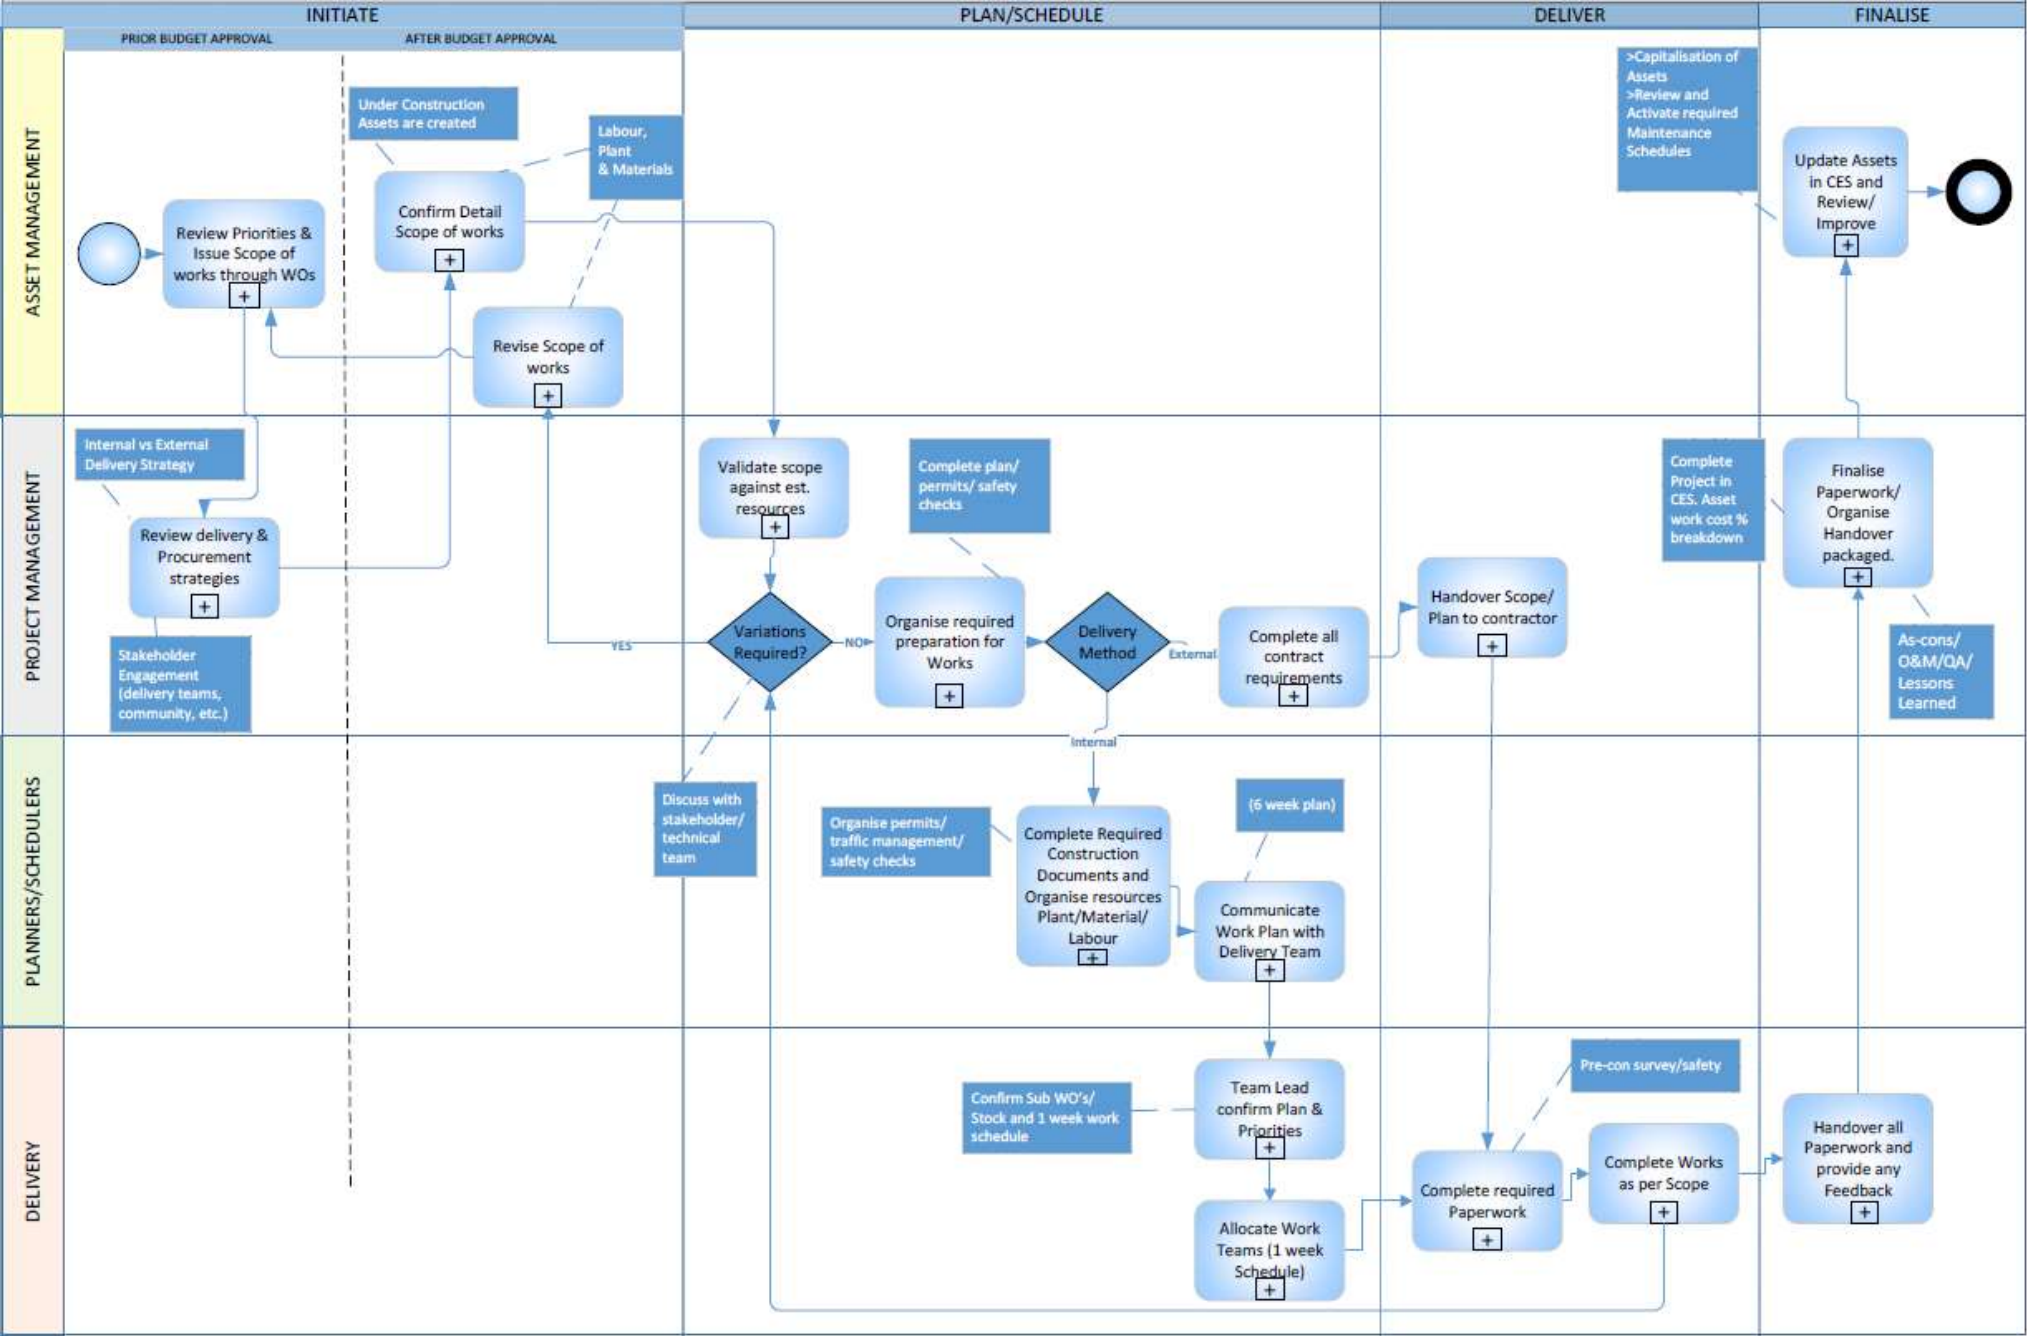 INITIATE
PLAN/SCHEDULE
DELIVER
FINALISE
PRIOR BUDGET APPROVAL
AFTER BUDGET APPROVAL
ASSET MANAGEMENT
Review Priorities &
Issue Scope of
works through WOs
+
Under Construction
Assets are created
Labour,
Plant
& Materials
Confirm Detail
Scope of works
+
Revise Scope of
works
+
>Capitalisation of
Assets
>Review and
Activate required
Maintenance
Schedules
Update Assets
in CES and
Review/
Improve
+
PROJECT MANAGEMENT
Internal vs External
Delivery Strategy
Review delivery &
Procurement
strategies
+
Stakeholder
Engagement
(delivery teams,
community, etc.)
Validate scope
against est.
resources
+
YES
Variations
Required?
NO
Complete plan/
permits/ safety
checks
Organise required
preparation for
Works
+
Delivery
Method
External
Internal
Complete all
contract
requirements
+
Handover Scope/
Plan to contractor
+
Complete
Project in
CES. Asset
work cost %
breakdown
Finalise
Paperwork/
Organise
Handover
packaged.
+
As-cons/
O&M/QA/
Lessons
Learned
PLANNERS/SCHEDULERS
Discuss with
stakeholder/
technical
team
Organise permits/
traffic management/
safety checks
Complete Required
Construction
Documents and
Organise resources
Plant/Material/
Labour
+
(6 week plan)
Communicate
Work Plan with
Delivery Team
+
DELIVERY
Confirm Sub WO's/
Stock and 1 week work
schedule
Team Lead
confirm Plan &
Priorities
+
Allocate Work
Teams (1 week
Schedule)
+
Pre-con survey/safety
Complete required
Paperwork
+
Complete Works
as per Scope
+
Handover all
Paperwork and
provide any
Feedback
+